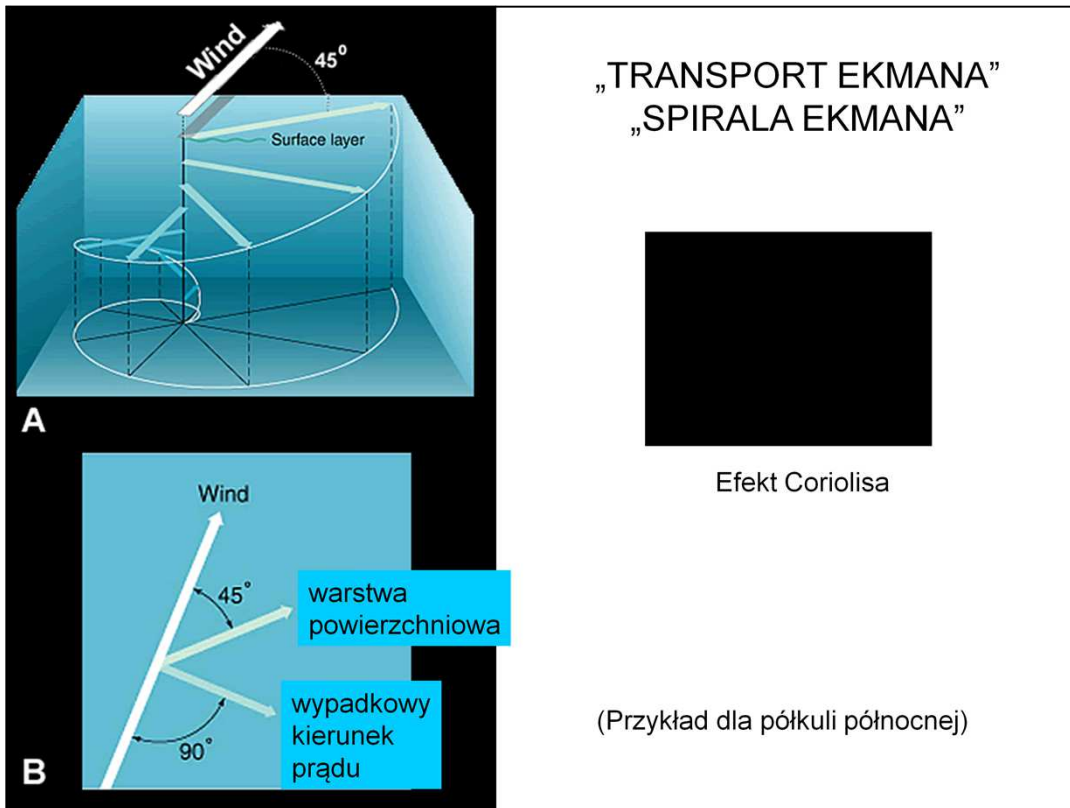 Wind
45°
Surface layer
A
Wind
45°
warstwa
powierzchniowa
wypadkowy
kierunek
prądu
90°
B
„TRANSPORT EKMANA”
„SPIRALA EKMANA”
Efekt Coriolisa
(Przykład dla półkuli północnej)